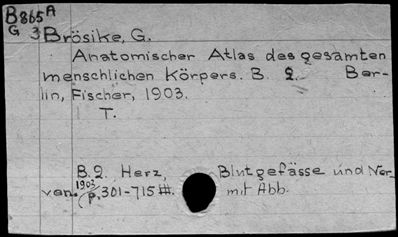 B865A
G 3
Brösike, G.
Anatomischer Atlas des gesamten
menschlichen Körpers. B. 2. Ber-
lin, Fischer, 1903.
T.
B.2. Herz, Blutgefässe und Ner-
ven. 1903 p. 301-715 #. mit Abb.